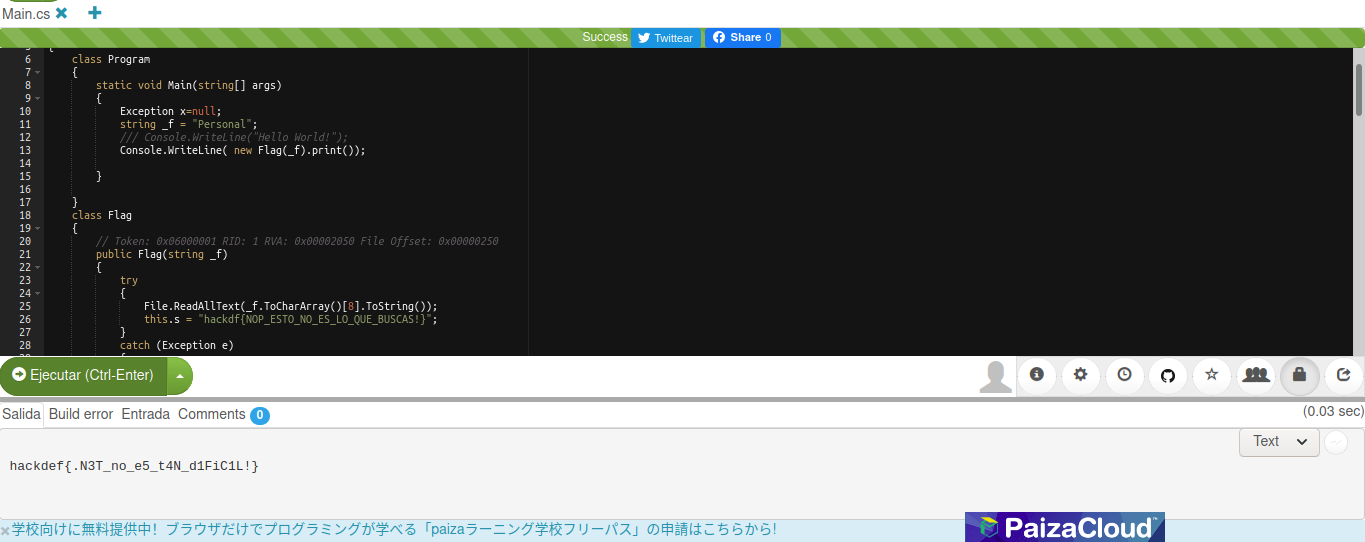 Main.cs ✖ ✚
Success Twittear Share 0
6 class Program
7 {
8 static void Main(string[] args)
9 {
10 Exception x=null;
11 string _f = "Personal";
12 /// Console.WriteLine("Hello World!");
13 Console.WriteLine( new Flag(_f).print());
14
15 }
16
17 }
18 class Flag
19 {
20 // Token: 0x06000001 RID: 1 RVA: 0x00002050 File Offset: 0x00000250
21 public Flag(string _f)
22 {
23 try
24 {
25 File.ReadAllText(_f.ToCharArray()[8].ToString());
26 this.s = "hackdf{NOP_ESTO_NO_ES_LO_QUE_BUSCAS!}";
27 }
28 catch (Exception e)
Ejecutar (Ctrl-Enter)
Salida Build error Entrada Comments 0 (0.03 sec)
Text
hackdef{.N3T_no_e5_t4N_d1FiC1L!}
×学校向けに無料提供中！ブラウザだけでプログラミングが学べる「paizaラーニング学校フリーパス」の申請はこちらから!
PaizaCloud